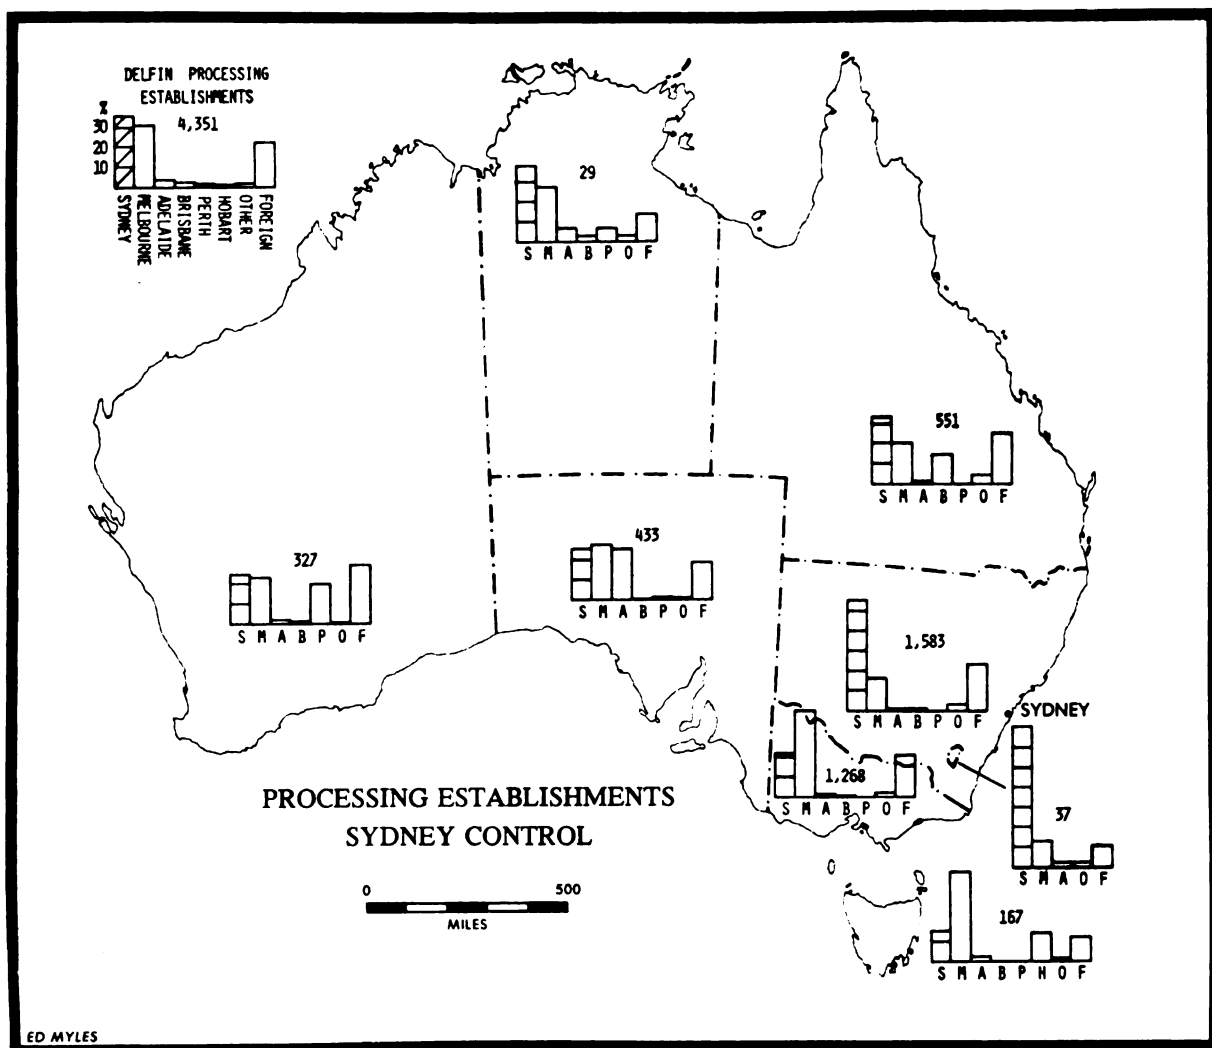 DELFIN PROCESSING
ESTABLISHMENTS
4,351
%
30
20
10
SYDNEY
MELBOURNE
ADELAIDE
BRISBANE
PERTH
HOBART
OTHER
FOREIGN
29
S M A B P O F
551
S M A B P O F
433
S M A B P O F
327
S M A B P O F
1,583
S M A B P O F
SYDNEY
1,268
S M A B P O F
37
S M A O F
167
S M A B P H O F
PROCESSING ESTABLISHMENTS
SYDNEY CONTROL
0 500
MILES
ED MYLES